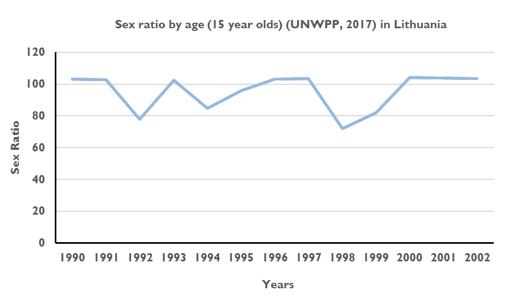 Sex ratio by age (15 year olds) (UNWPP, 2017) in Lithuania
120
100
80
60
40
20
0
Sex Ratio
1990 1991 1992 1993 1994 1995 1996 1997 1998 1999 2000 2001 2002
Years